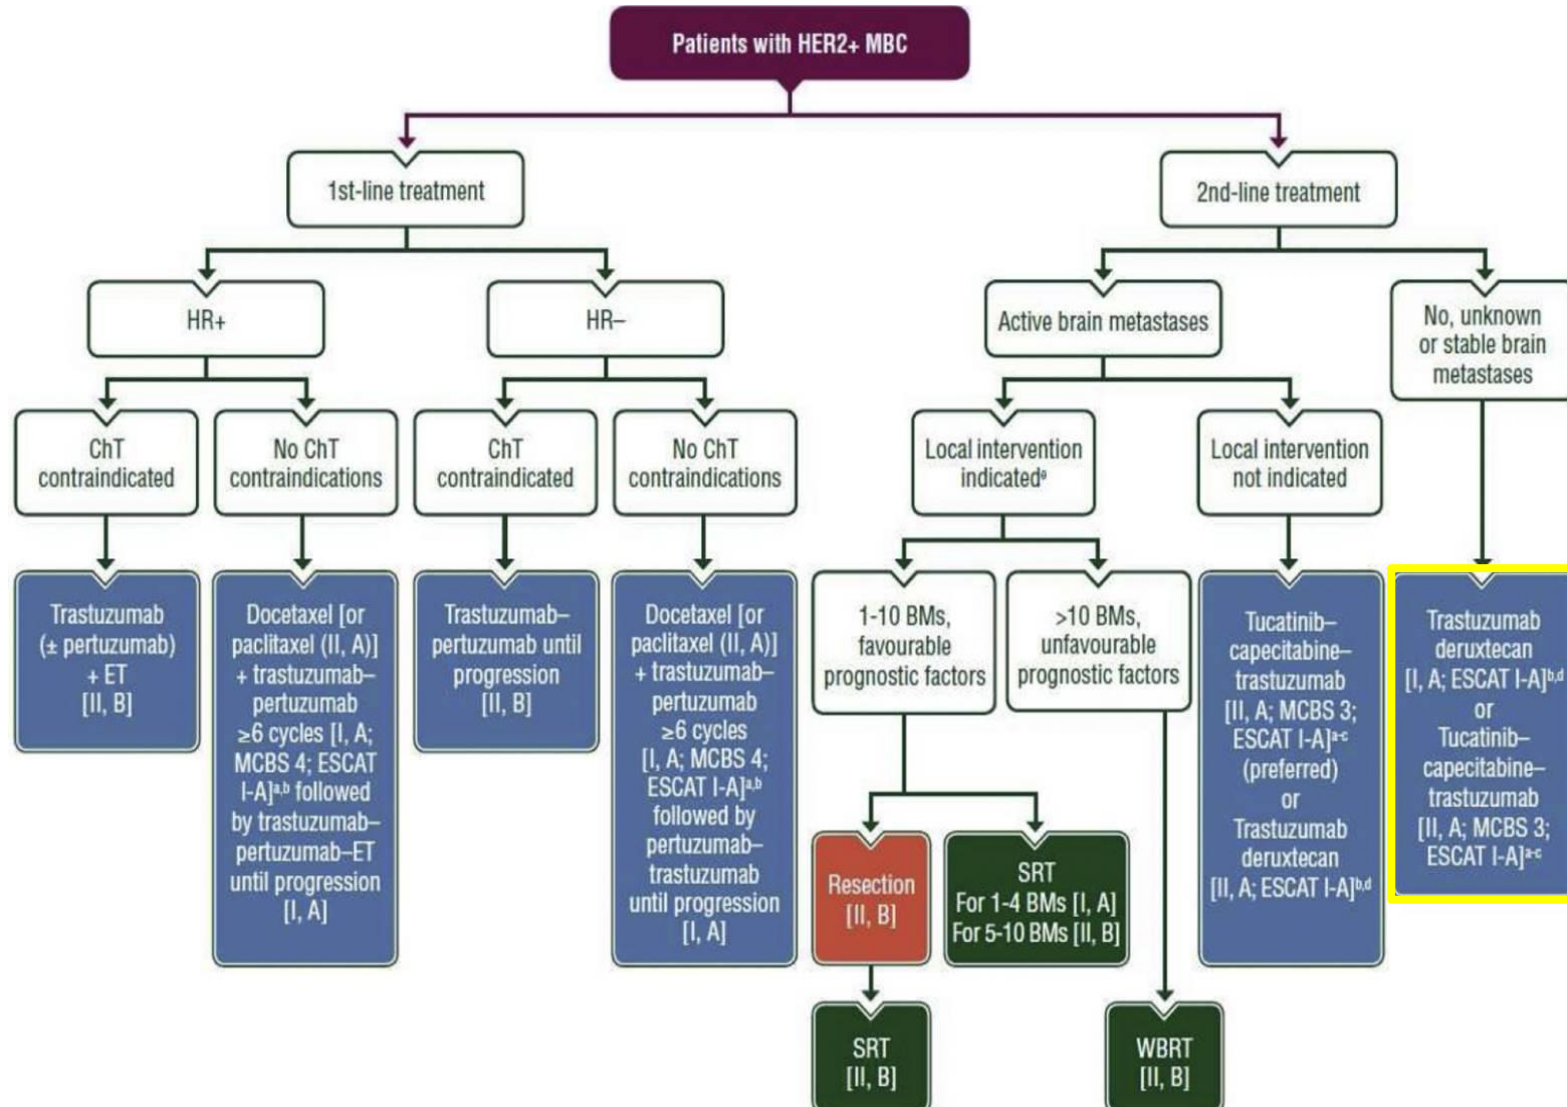 Patients with HER2+ MBC
1st-line treatment
2nd-line treatment
HR+
HR–
Active brain metastases
No, unknown
or stable brain
metastases
ChT
contraindicated
No ChT
contraindications
ChT
contraindicated
No ChT
contraindications
Local intervention
indicatedᵉ
Local intervention
not indicated
Trastuzumab
(± pertuzumab)
+ ET
[II, B]
Docetaxel [or
paclitaxel (II, A)]
+ trastuzumab–
pertuzumab
≥6 cycles [I, A;
MCBS 4; ESCAT
I-A]ᵃ,ᵇ followed
by trastuzumab–
pertuzumab–ET
until progression
[I, A]
Trastuzumab–
pertuzumab until
progression
[II, B]
Docetaxel [or
paclitaxel (II, A)]
+ trastuzumab–
pertuzumab
≥6 cycles
[I, A; MCBS 4;
ESCAT I-A]ᵃ,ᵇ
followed by
pertuzumab–
trastuzumab
until progression
[I, A]
1-10 BMs,
favourable
prognostic factors
>10 BMs,
unfavourable
prognostic factors
Tucatinib–
capecitabine–
trastuzumab
[II, A; MCBS 3;
ESCAT I-A]ᵃ⁻ᶜ
(preferred)
or
Trastuzumab
deruxtecan
[II, A; ESCAT I-A]ᵇ,ᵈ
Trastuzumab
deruxtecan
[I, A; ESCAT I-A]ᵇ,ᵈ
or
Tucatinib–
capecitabine–
trastuzumab
[II, A; MCBS 3;
ESCAT I-A]ᵃ⁻ᶜ
Resection
[II, B]
SRT
For 1-4 BMs [I, A]
For 5-10 BMs [II, B]
SRT
[II, B]
WBRT
[II, B]